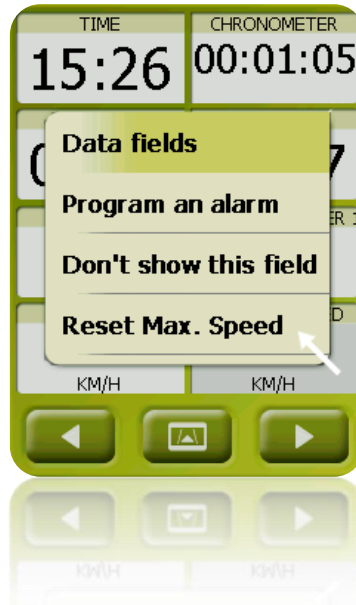 TIME CHRONOMETER
15:26 00:01:05
Data fields
Program an alarm
Don't show this field
Reset Max. Speed
KM/H KM/H